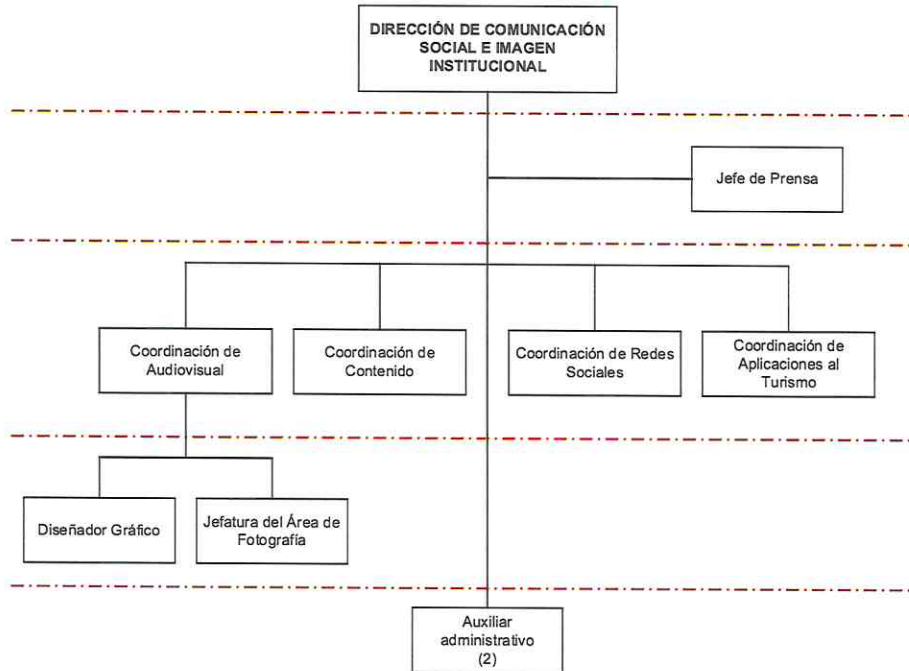 DIRECCIÓN DE COMUNICACIÓN
SOCIAL E IMAGEN
INSTITUCIONAL
Jefe de Prensa
Coordinación de
Audiovisual
Coordinación de
Contenido
Coordinación de Redes
Sociales
Coordinación de
Aplicaciones al
Turismo
Diseñador Gráfico
Jefatura del Área de
Fotografía
Auxiliar
administrativo
(2)